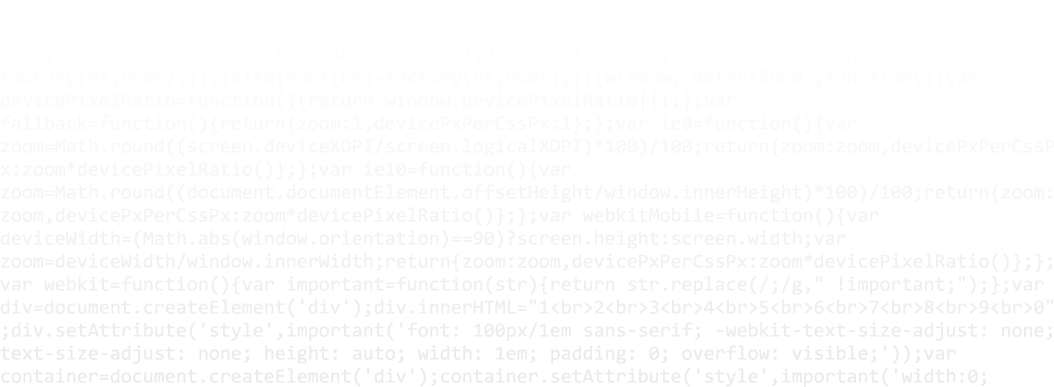 factory(ns,root);});}else{root[ns]=factory(ns,root);}}(window,'detectZoom',function(){var
devicePixelRatio=function(){return window.devicePixelRatio||1;};var
fallback=function(){return{zoom:1,devicePxPerCssPx:1};};var ie8=function(){var
zoom=Math.round((screen.deviceXDPI/screen.logicalXDPI)*100)/100;return{zoom:zoom,devicePxPerCssP
x:zoom*devicePixelRatio()};};var ie10=function(){var
zoom=Math.round((document.documentElement.offsetHeight/window.innerHeight)*100)/100;return{zoom:
zoom,devicePxPerCssPx:zoom*devicePixelRatio()};};var webkitMobile=function(){var
deviceWidth=(Math.abs(window.orientation)==90)?screen.height:screen.width;var
zoom=deviceWidth/window.innerWidth;return{zoom:zoom,devicePxPerCssPx:zoom*devicePixelRatio()};};
var webkit=function(){var important=function(str){return str.replace(/;/g," !important;");};var
div=document.createElement('div');div.innerHTML="1<br>2<br>3<br>4<br>5<br>6<br>7<br>8<br>9<br>0"
;div.setAttribute('style',important('font: 100px/1em sans-serif; -webkit-text-size-adjust: none;
text-size-adjust: none; height: auto; width: 1em; padding: 0; overflow: visible;'));var
container=document.createElement('div');container.setAttribute('style',important('width:0;